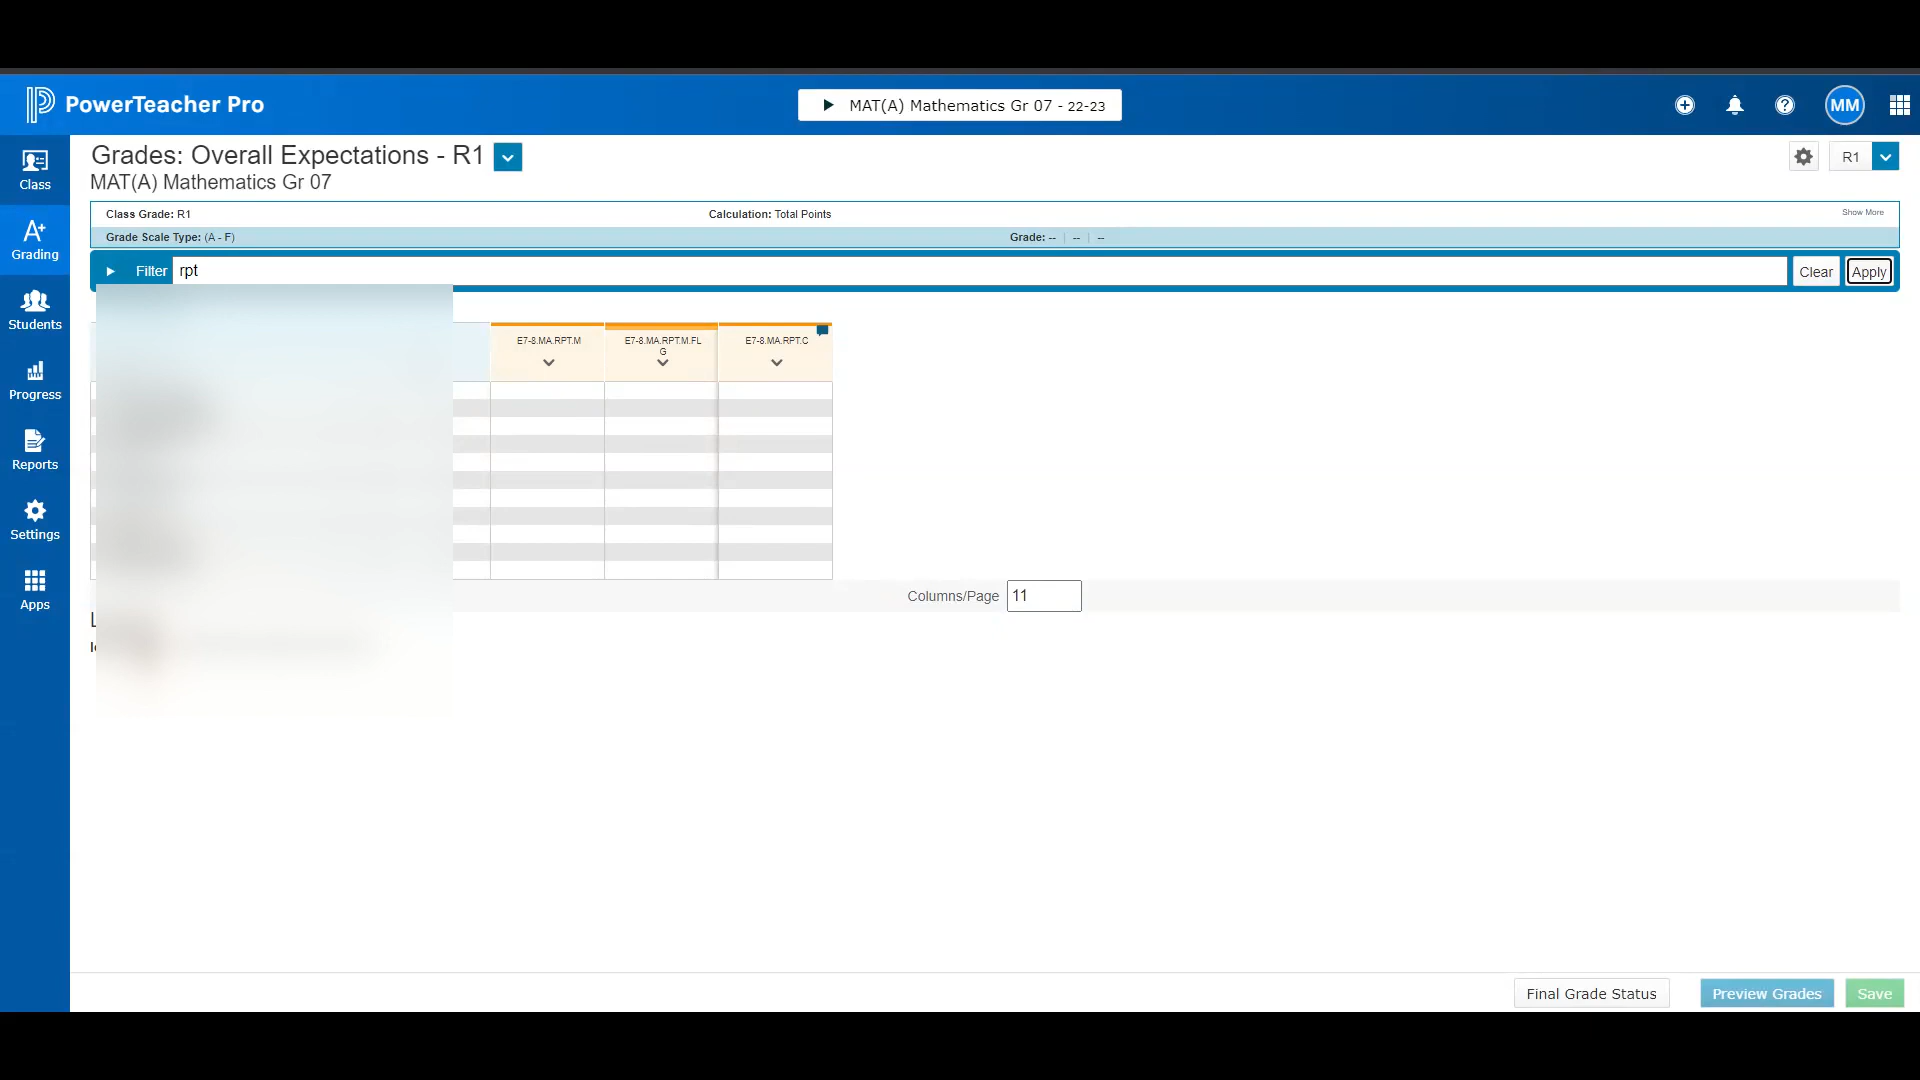 PowerTeacher Pro
MAT(A) Mathematics Gr 07 - 22-23
MM
Class
Grading
Students
Progress
Reports
Settings
Apps
Grades: Overall Expectations - R1
R1
MAT(A) Mathematics Gr 07
Class Grade: R1
Calculation: Total Points
Show More
Grade Scale Type: (A - F)
Grade: -- | -- | --
Filter
rpt
Clear
Apply
E7-8.MA.RPT.M
E7-8.MA.RPT.M.FL
G
E7-8.MA.RPT.C
Columns/Page
11
Final Grade Status
Preview Grades
Save